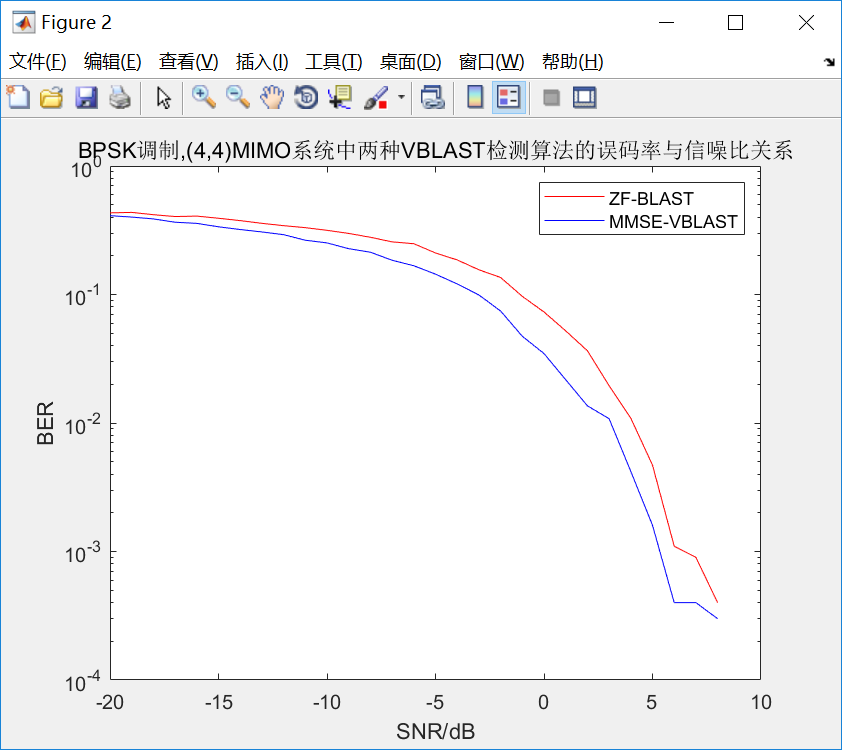 Figure 2
文件(F) 编辑(E) 查看(V) 插入(I) 工具(T) 桌面(D) 窗口(W) 帮助(H)
BPSK调制,(4,4)MIMO系统中两种VBLAST检测算法的误码率与信噪比关系
10^0
ZF-BLAST
MMSE-VBLAST
10^-1
BER
10^-2
10^-3
10^-4
-20 -15 -10 -5 0 5 10
SNR/dB